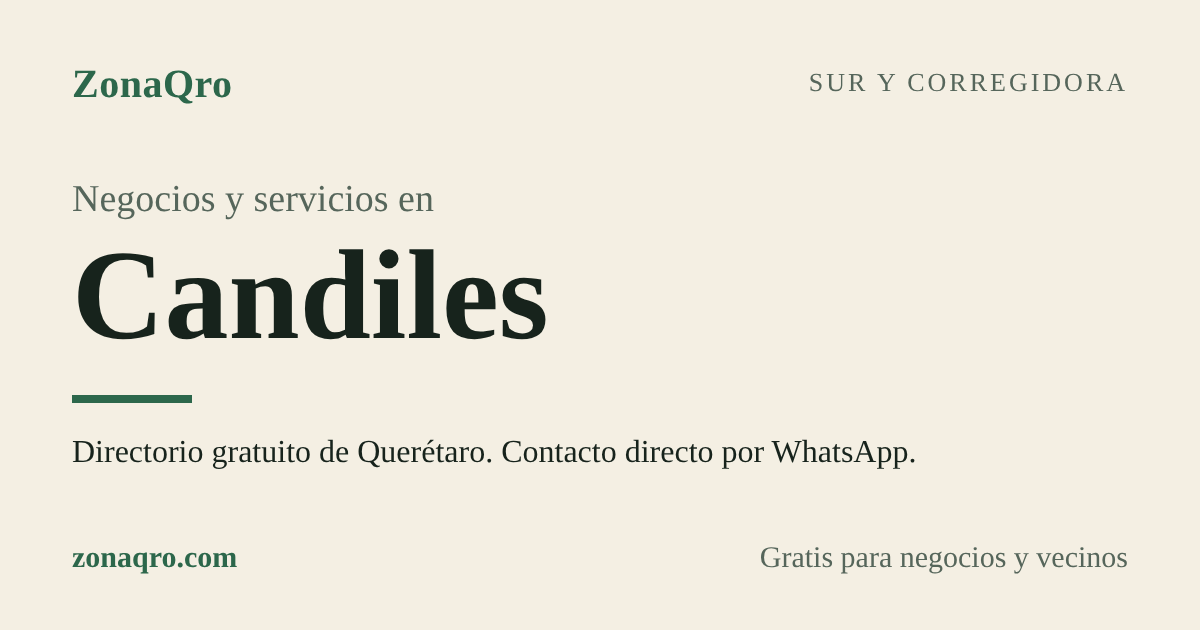 ZonaQro
SUR Y CORREGIDORA
Negocios y servicios en
Candiles
Directorio gratuito de Querétaro. Contacto directo por WhatsApp.
zonaqro.com
Gratis para negocios y vecinos